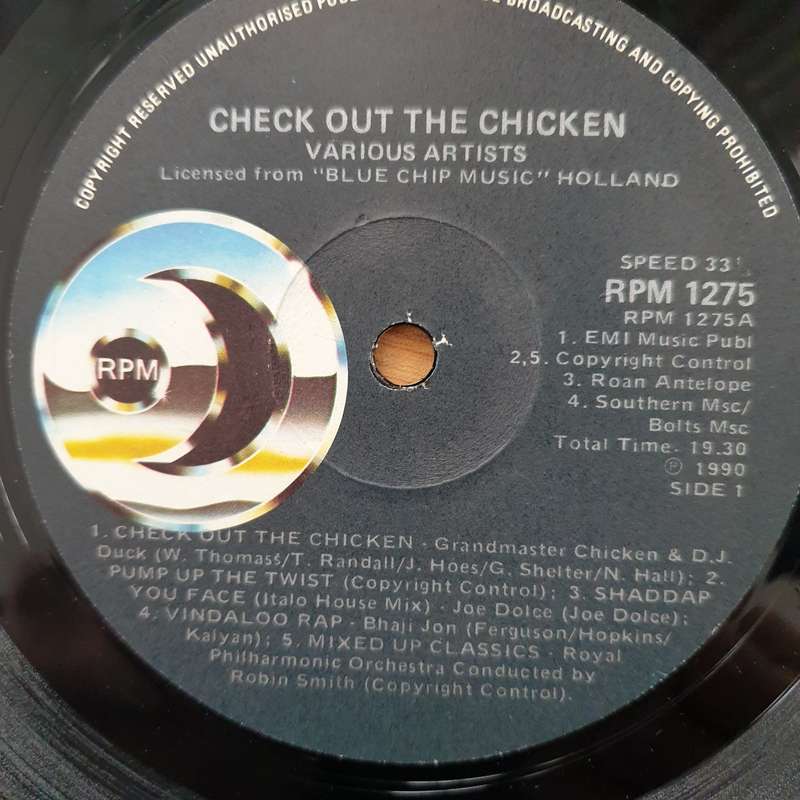 COPYRIGHT RESERVED UNAUTHORISED BROADCASTING AND COPYING PROHIBITED
CHECK OUT THE CHICKEN
VARIOUS ARTISTS
Licensed from "BLUE CHIP MUSIC" HOLLAND
SPEED 33
RPM 1275
RPM 1275A
1. EMI Music Publ
2,5. Copyright Control
3. Roan Antelope
4. Southern Msc/
Bolts Msc
Total Time. 19.30
℗ 1990
SIDE 1
RPM
1. CHECK OUT THE CHICKEN - Grandmaster Chicken & D.J.
Duck (W. Thomass/T. Randall/J. Hoes/G. Shelter/N. Hall); 2.
PUMP UP THE TWIST (Copyright Control); 3. SHADDAP
YOU FACE (Italo House Mix) - Joe Dolce (Joe Dolce);
4. VINDALOO RAP - Bhaji Jon (Ferguson/Hopkins/
Kalyan); 5. MIXED UP CLASSICS - Royal
Philharmonic Orchestra Conducted by
Robin Smith (Copyright Control).